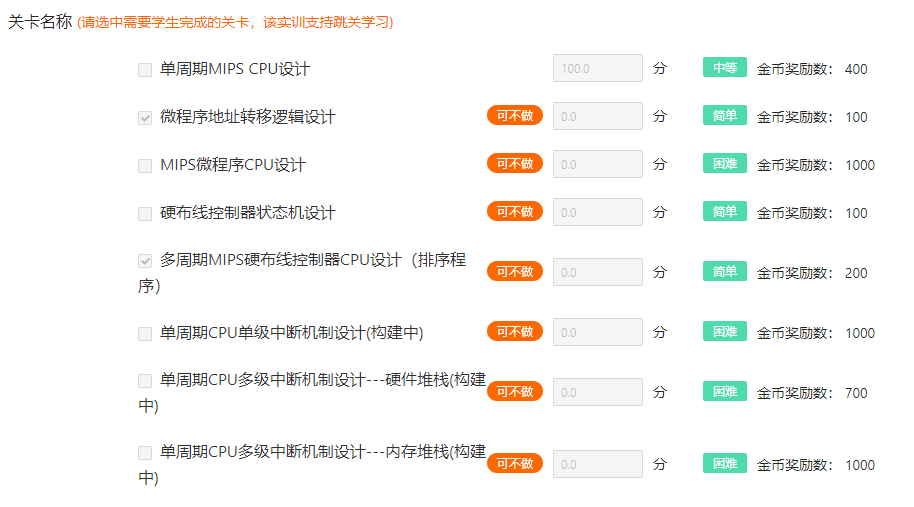 关卡名称 (请选中需要学生完成的关卡，该实训支持跳关学习)
单周期MIPS CPU设计 100.0 分 中等 金币奖励数： 400
微程序地址转移逻辑设计 可不做 0.0 分 简单 金币奖励数： 100
MIPS微程序CPU设计 可不做 0.0 分 困难 金币奖励数： 1000
硬布线控制器状态机设计 可不做 0.0 分 简单 金币奖励数： 100
多周期MIPS硬布线控制器CPU设计（排序程
序） 可不做 0.0 分 简单 金币奖励数： 200
单周期CPU单级中断机制设计(构建中) 可不做 0.0 分 困难 金币奖励数： 1000
单周期CPU多级中断机制设计---硬件堆栈(构建
中) 可不做 0.0 分 困难 金币奖励数： 700
单周期CPU多级中断机制设计---内存堆栈(构建
中) 可不做 0.0 分 困难 金币奖励数： 1000